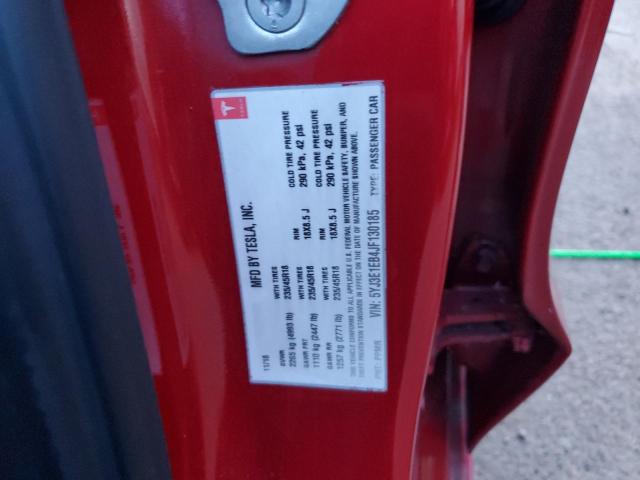 TESLA
MFD BY TESLA, INC.
11/18
GVWR WITH TIRES RIM COLD TIRE PRESSURE
2265 kg (4993 lb) 235/45R18 18X8.5 J 290 kPa, 42 psi
GAWR FRT WITH TIRES RIM COLD TIRE PRESSURE
1110 kg (2447 lb) 235/45R18 18X8.5 J 290 kPa, 42 psi
GAWR RR
1257 kg (2771 lb) 235/45R18
THIS VEHICLE CONFORMS TO ALL APPLICABLE U.S. FEDERAL MOTOR VEHICLE SAFETY, BUMPER, AND
THEFT PREVENTION STANDARDS IN EFFECT ON THE DATE OF MANUFACTURE SHOWN ABOVE.
VIN: 5YJ3E1EB4JF130185 TYPE: PASSENGER CAR